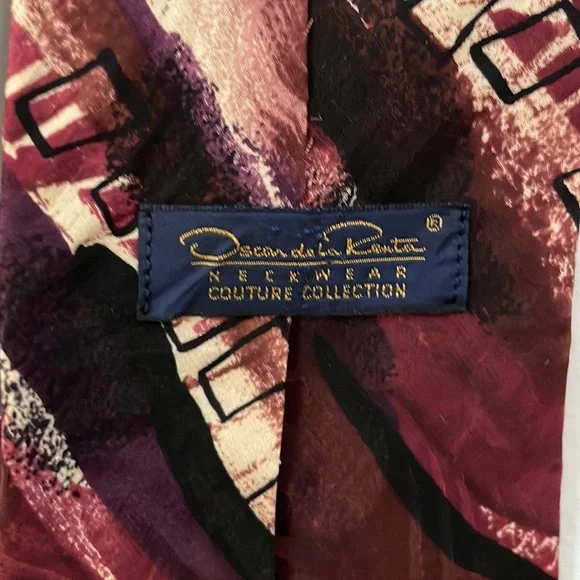 Oscar de la Renta ®
NECKWEAR
COUTURE COLLECTION